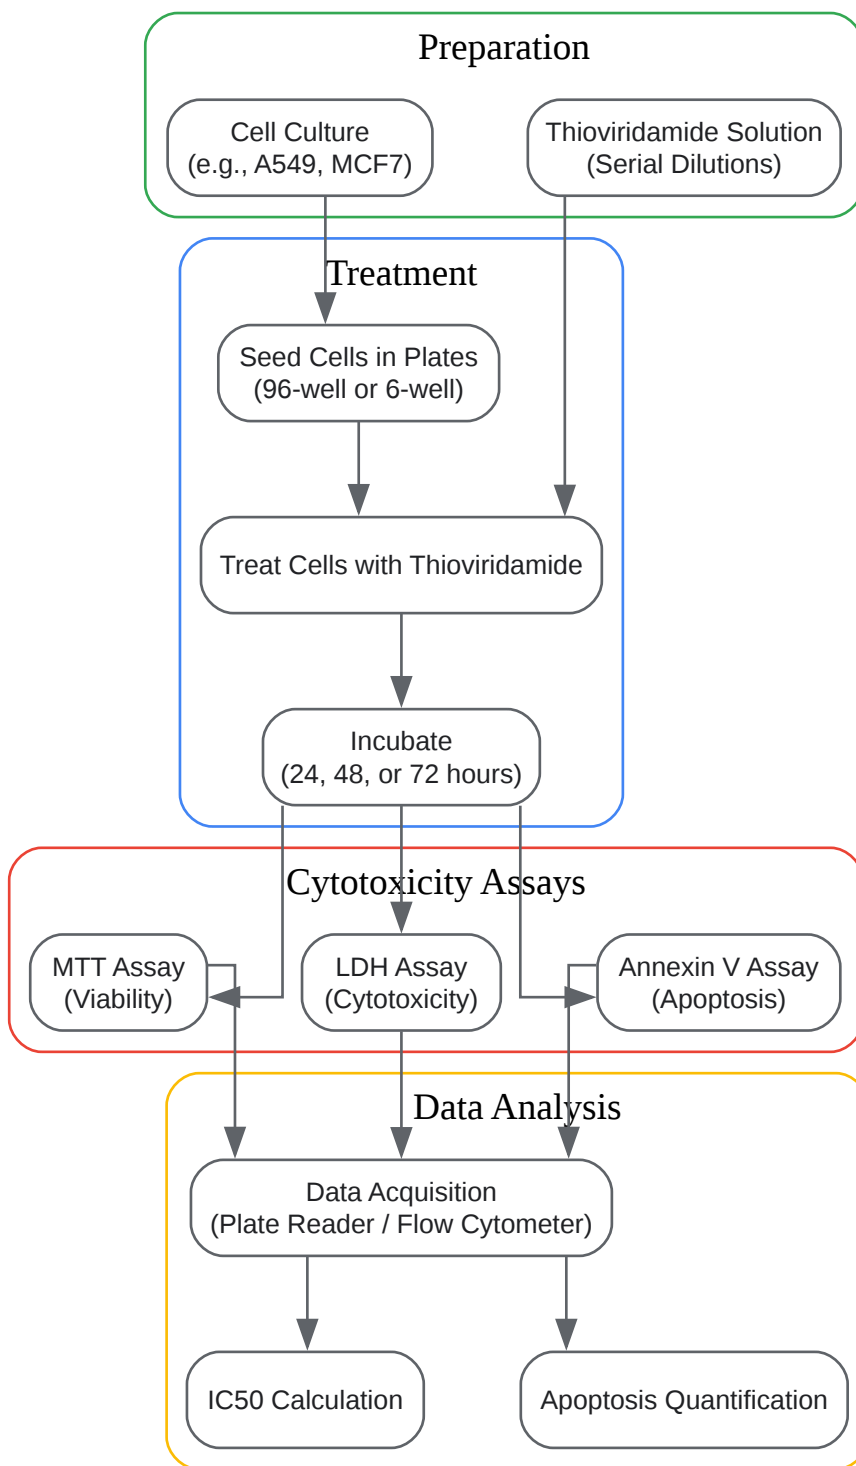 Preparation
Cell Culture
(e.g., A549, MCF7)
Thioviridamide Solution
(Serial Dilutions)
Treatment
Seed Cells in Plates
(96-well or 6-well)
Treat Cells with Thioviridamide
Incubate
(24, 48, or 72 hours)
Cytotoxicity Assays
MTT Assay
(Viability)
LDH Assay
(Cytotoxicity)
Annexin V Assay
(Apoptosis)
Data Analysis
Data Acquisition
(Plate Reader / Flow Cytometer)
IC50 Calculation
Apoptosis Quantification